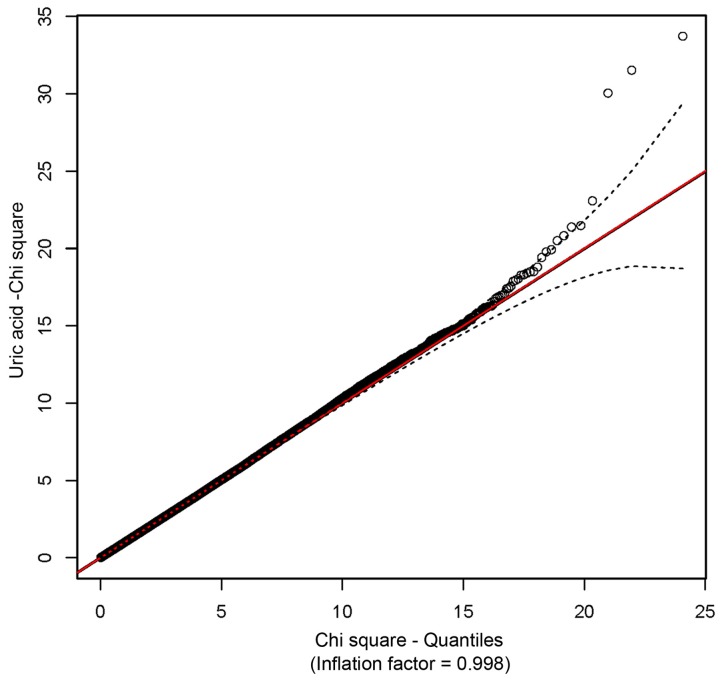 35
30
25
20
15
10
5
0
Uric acid -Chi square
0 5 10 15 20 25
Chi square - Quantiles
(Inflation factor = 0.998)